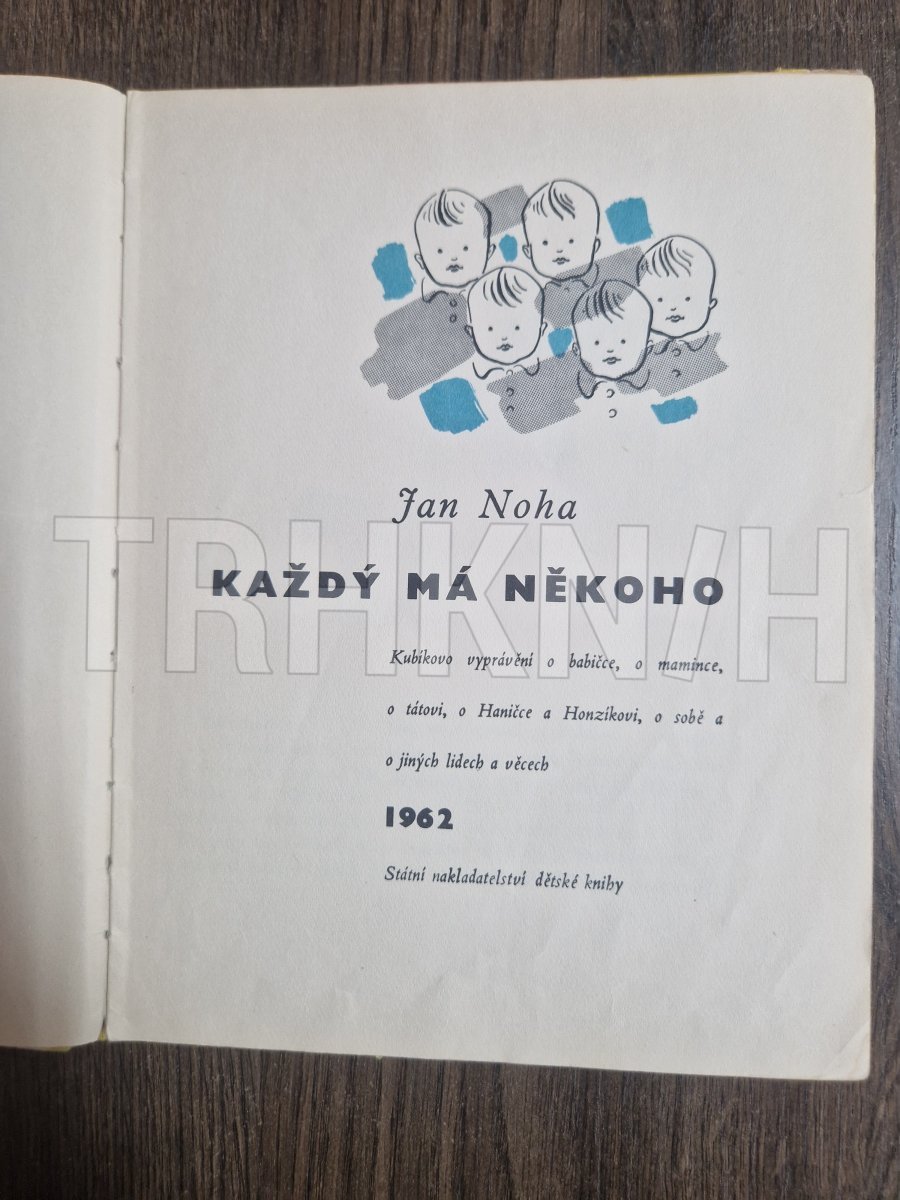 Jan Noha
KAŽDÝ MÁ NĚKOHO
Kubíkovo vyprávění o babičce, o mamince,
o tátovi, o Haničce a Honzíkovi, o sobě a
o jiných lidech a věcech
1962
Státní nakladatelství dětské knihy
TRHKN/H